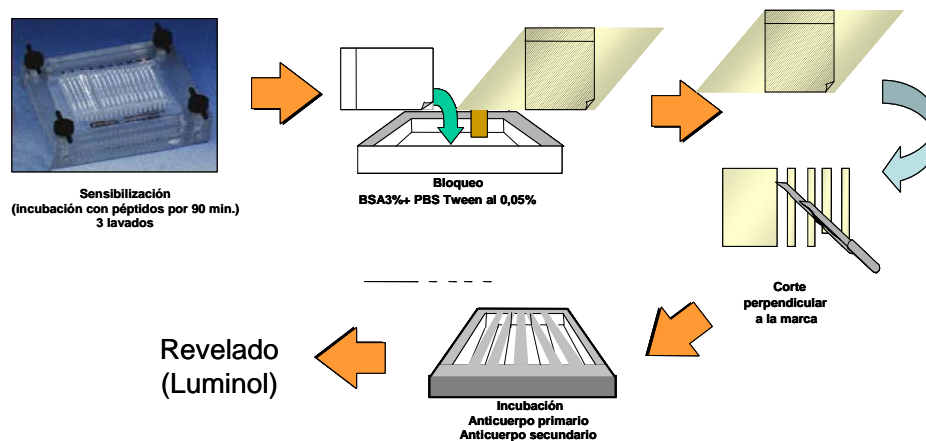 Sensibilización
(incubación con péptidos por 90 min.)
3 lavados
Bloqueo
BSA3%+ PBS Tween al 0,05%
Corte
perpendicular
a la marca
Incubación
Anticuerpo primario
Anticuerpo secundario
Revelado
(Luminol)